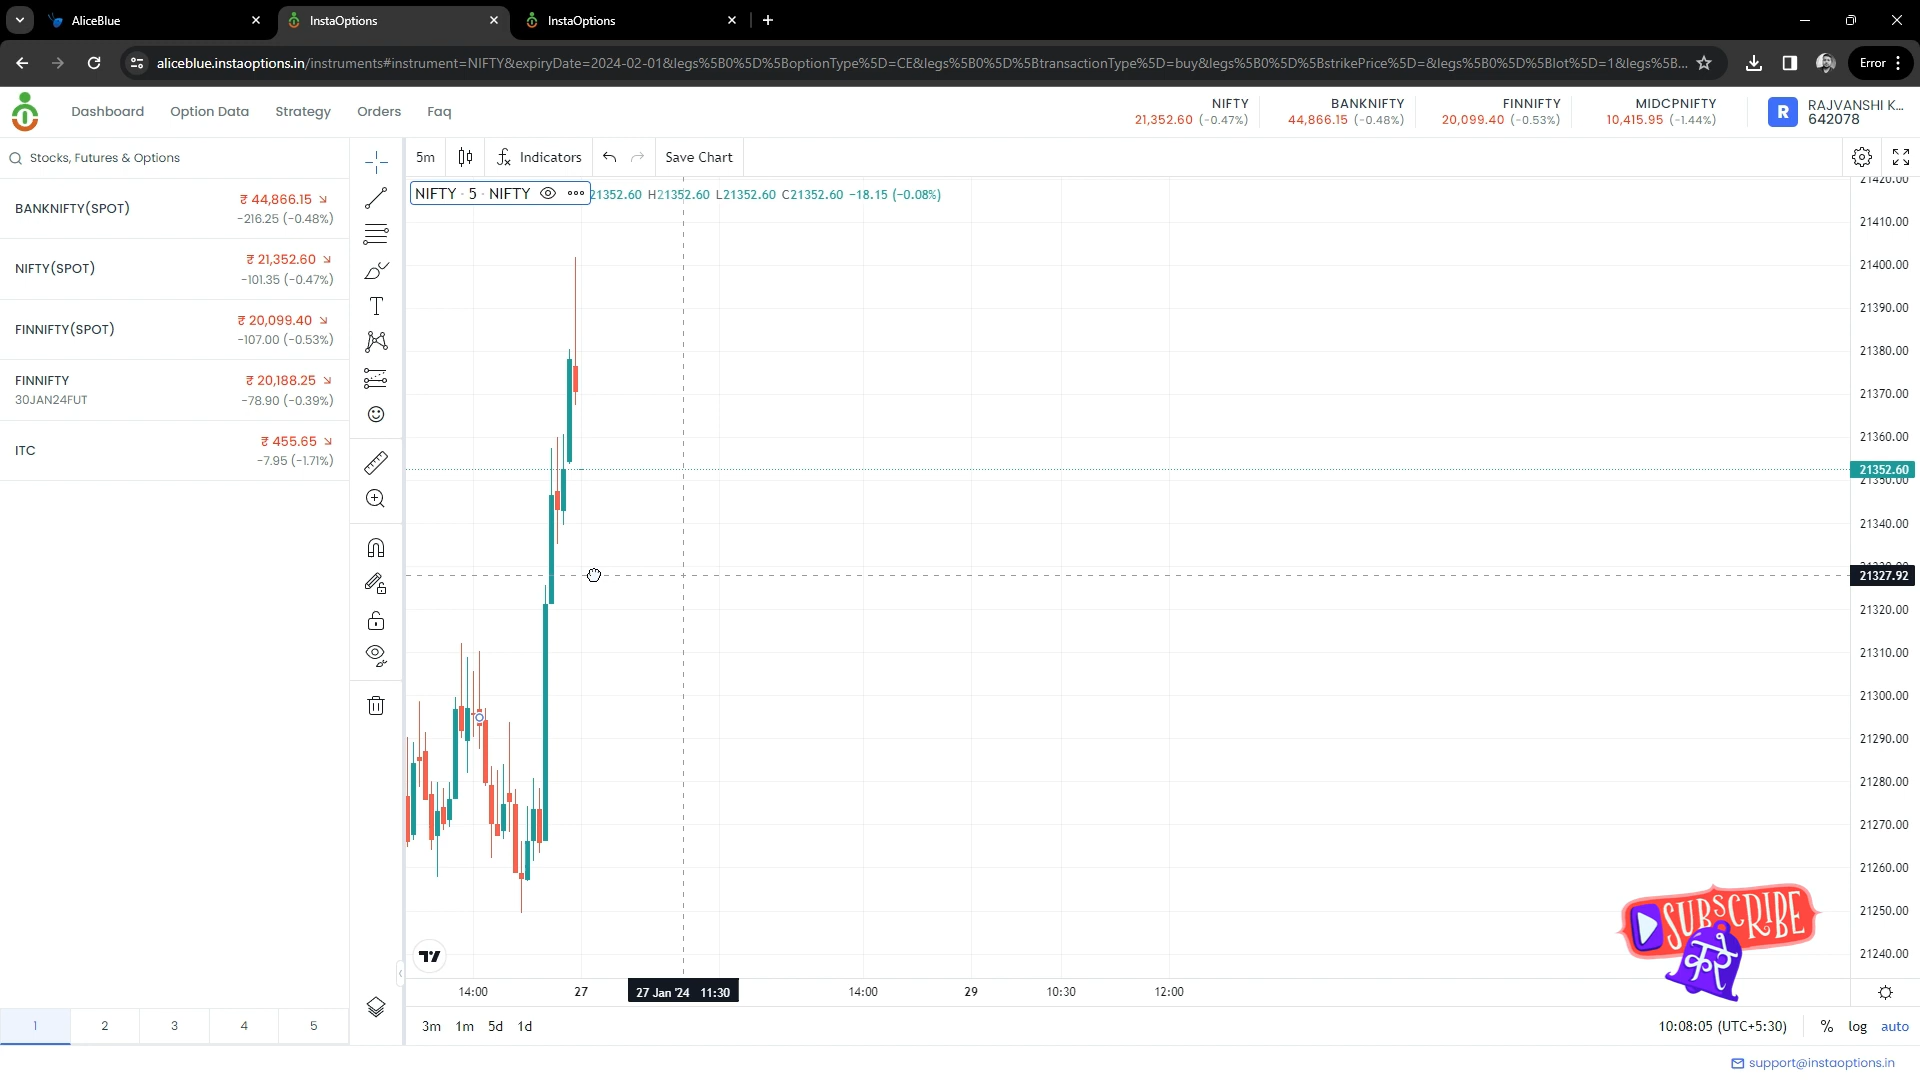 AliceBlue
InstaOptions
InstaOptions
aliceblue.instaoptions.in/instruments#instrument=NIFTY&expiryDate=2024-02-01&legs%5B0%5D%5BoptionType%5D=CE&legs%5B0%5D%5BtransactionType%5D=buy&legs%5B0%5D%5BstrikePrice%5D=&legs%5B0%5D%5Blot%5D=1&legs%5B...
Error
Dashboard Option Data Strategy Orders Faq
NIFTY
21,352.60 (-0.47%)
BANKNIFTY
44,866.15 (-0.48%)
FINNIFTY
20,099.40 (-0.53%)
MIDCPNIFTY
10,415.95 (-1.44%)
R
RAJVANSHI K...
642078
Stocks, Futures & Options
BANKNIFTY(SPOT)
₹ 44,866.15
-216.25 (-0.48%)
NIFTY(SPOT)
₹ 21,352.60
-101.35 (-0.47%)
FINNIFTY(SPOT)
₹ 20,099.40
-107.00 (-0.53%)
FINNIFTY
30JAN24FUT
₹ 20,188.25
-78.90 (-0.39%)
ITC
₹ 455.65
-7.95 (-1.71%)
5m Indicators Save Chart
NIFTY · 5 · NIFTY
21352.60 H21352.60 L21352.60 C21352.60 −18.15 (−0.08%)
21420.00
21410.00
21400.00
21390.00
21380.00
21370.00
21360.00
21352.60
21350.00
21340.00
21327.92
21320.00
21310.00
21300.00
21290.00
21280.00
21270.00
21260.00
21250.00
21240.00
SUBSCRIBE
करे
14:00 27 27 Jan '24 11:30 14:00 29 10:30 12:00
1 2 3 4 5
3m 1m 5d 1d
10:08:05 (UTC+5:30) % log auto
support@instaoptions.in